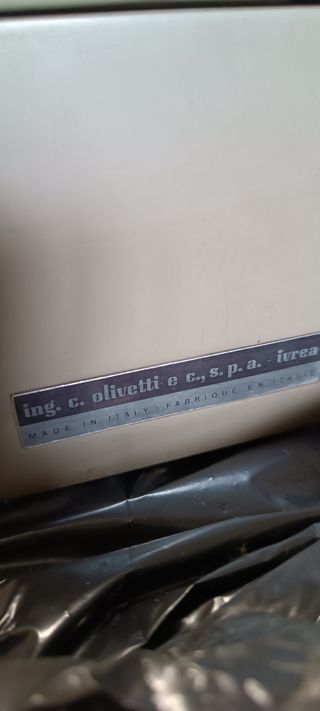 ing. c. olivetti e c., s. p. a. - ivrea
MADE IN ITALY - FABRIQUÉ EN ITALIE